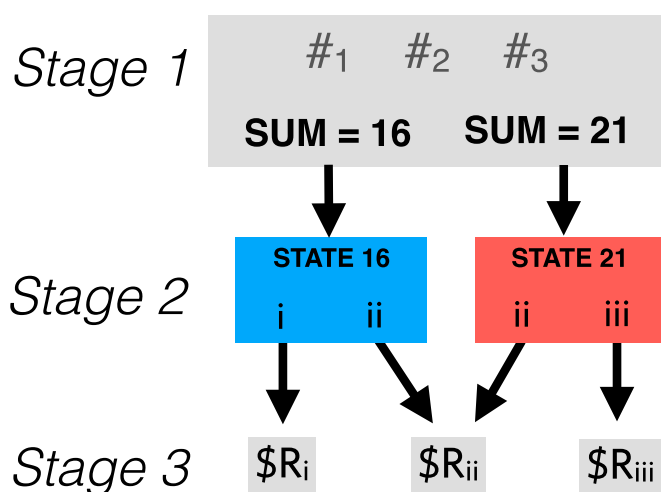 Stage 1
#1 #2 #3
SUM = 16 SUM = 21
Stage 2
STATE 16 STATE 21
i ii ii iii
Stage 3
$Ri $Rii $Riii